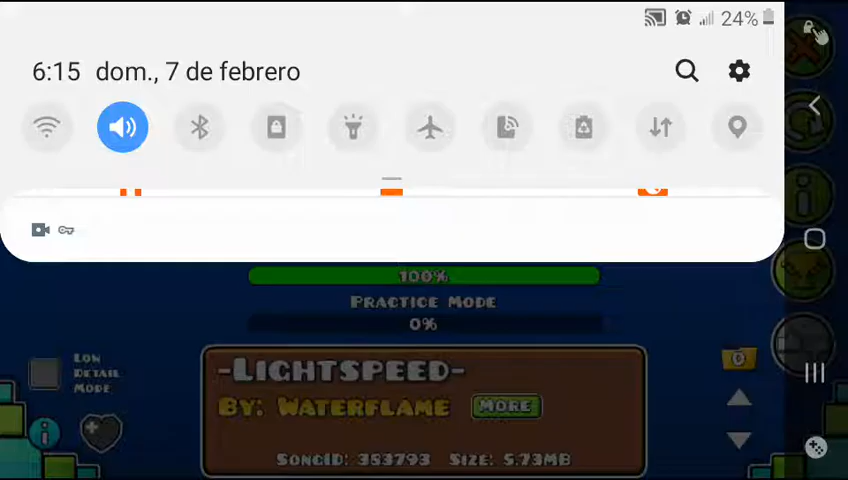 24%
6:15 dom., 7 de febrero
100%
Practice Mode
0%
Low
Detail
Mode
-Lightspeed-
By: Waterflame More
SongID: 353793 Size: 5.73MB